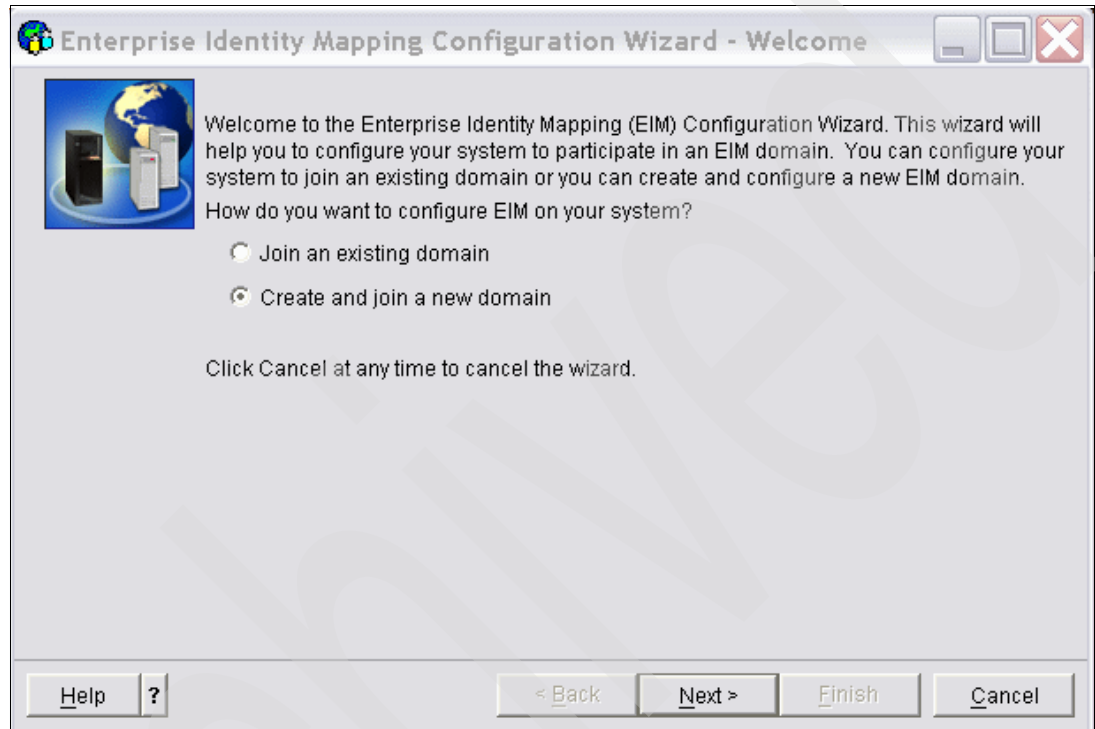 Enterprise Identity Mapping Configuration Wizard - Welcome
Welcome to the Enterprise Identity Mapping (EIM) Configuration Wizard. This wizard will
help you to configure your system to participate in an EIM domain. You can configure your
system to join an existing domain or you can create and configure a new EIM domain.
How do you want to configure EIM on your system?
Join an existing domain
Create and join a new domain
Click Cancel at any time to cancel the wizard.
Help ? < Back Next > Finish Cancel